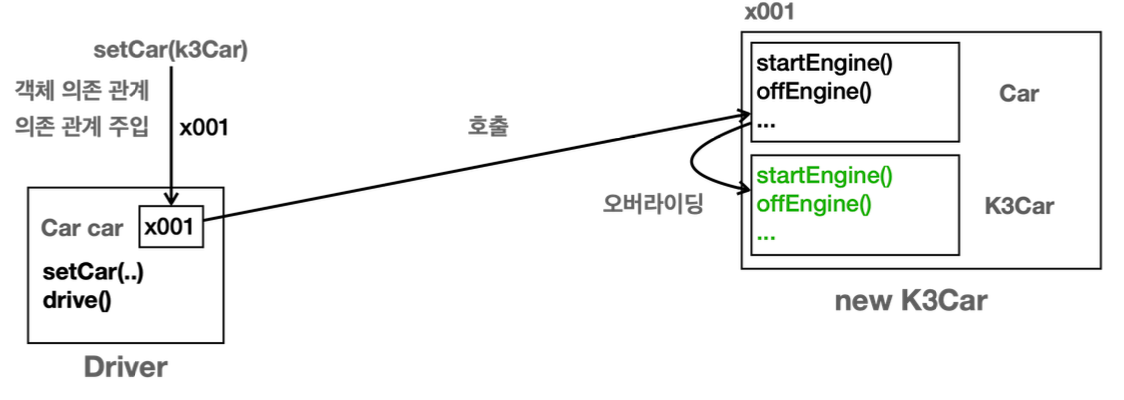 x001
setCar(k3Car)
객체 의존 관계
의존 관계 주입
x001
호출
startEngine()
offEngine()
...
Car
오버라이딩
startEngine()
offEngine()
...
K3Car
new K3Car
Car car
x001
setCar(..)
drive()
Driver